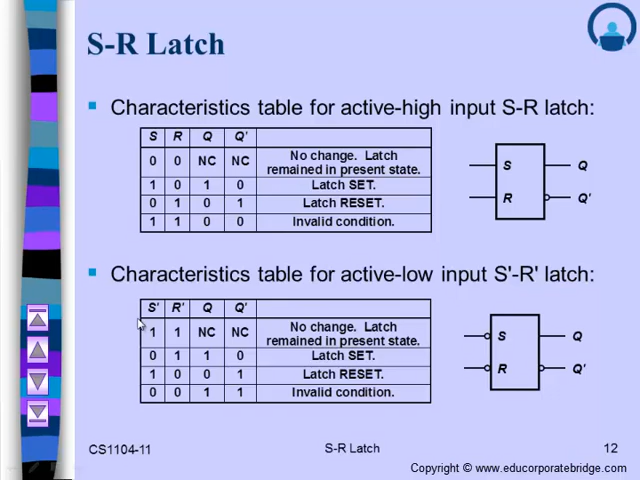 S-R Latch
Characteristics table for active-high input S-R latch:
S R Q Q'
0 0 NC NC No change. Latch remained in present state.
1 0 1 0 Latch SET.
0 1 0 1 Latch RESET.
1 1 0 0 Invalid condition.
S Q
R Q'
Characteristics table for active-low input S'-R' latch:
S' R' Q Q'
1 1 NC NC No change. Latch remained in present state.
0 1 1 0 Latch SET.
1 0 0 1 Latch RESET.
0 0 1 1 Invalid condition.
S Q
R Q'
CS1104-11 S-R Latch 12
Copyright © www.educorporatebridge.com